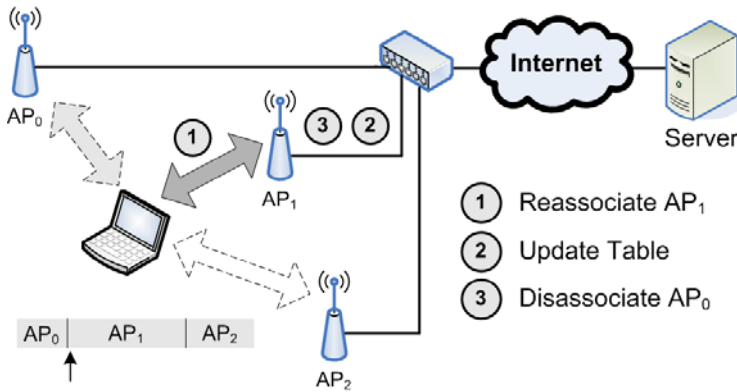 AP₀
Internet
Server
1
3
2
AP₁
1 Reassociate AP₁
2 Update Table
3 Disassociate AP₀
AP₀ AP₁ AP₂
AP₂